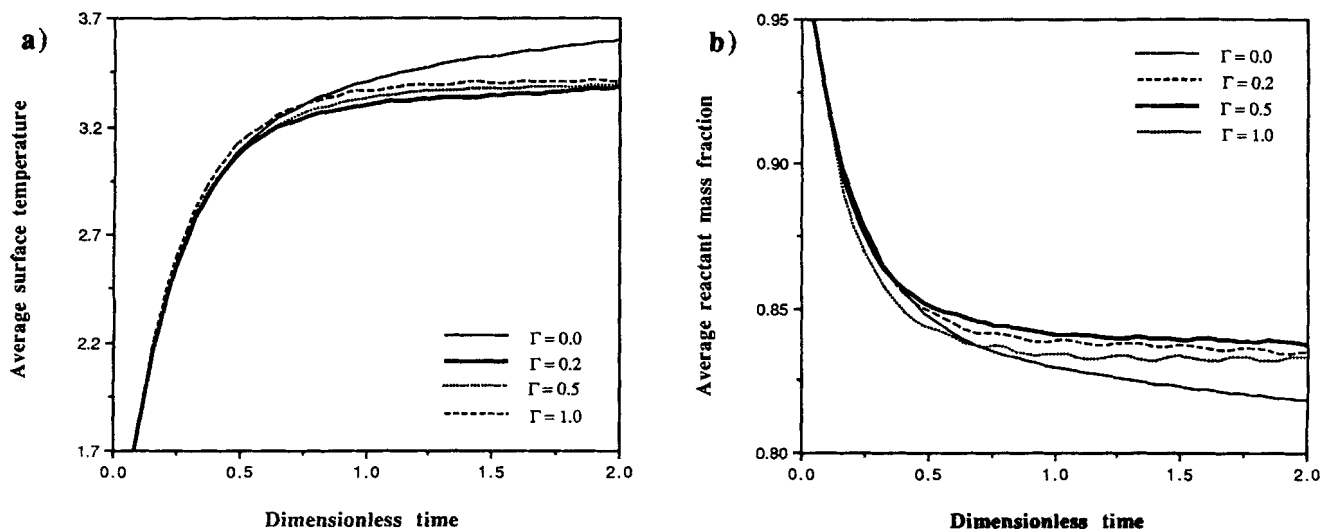 a)
Average surface temperature
3.7
3.2
2.7
2.2
1.7
0.0 0.5 1.0 1.5 2.0
Dimensionless time
Γ = 0.0
Γ = 0.2
Γ = 0.5
Γ = 1.0
b)
Average reactant mass fraction
0.95
0.90
0.85
0.80
0.0 0.5 1.0 1.5 2.0
Dimensionless time
Γ = 0.0
Γ = 0.2
Γ = 0.5
Γ = 1.0